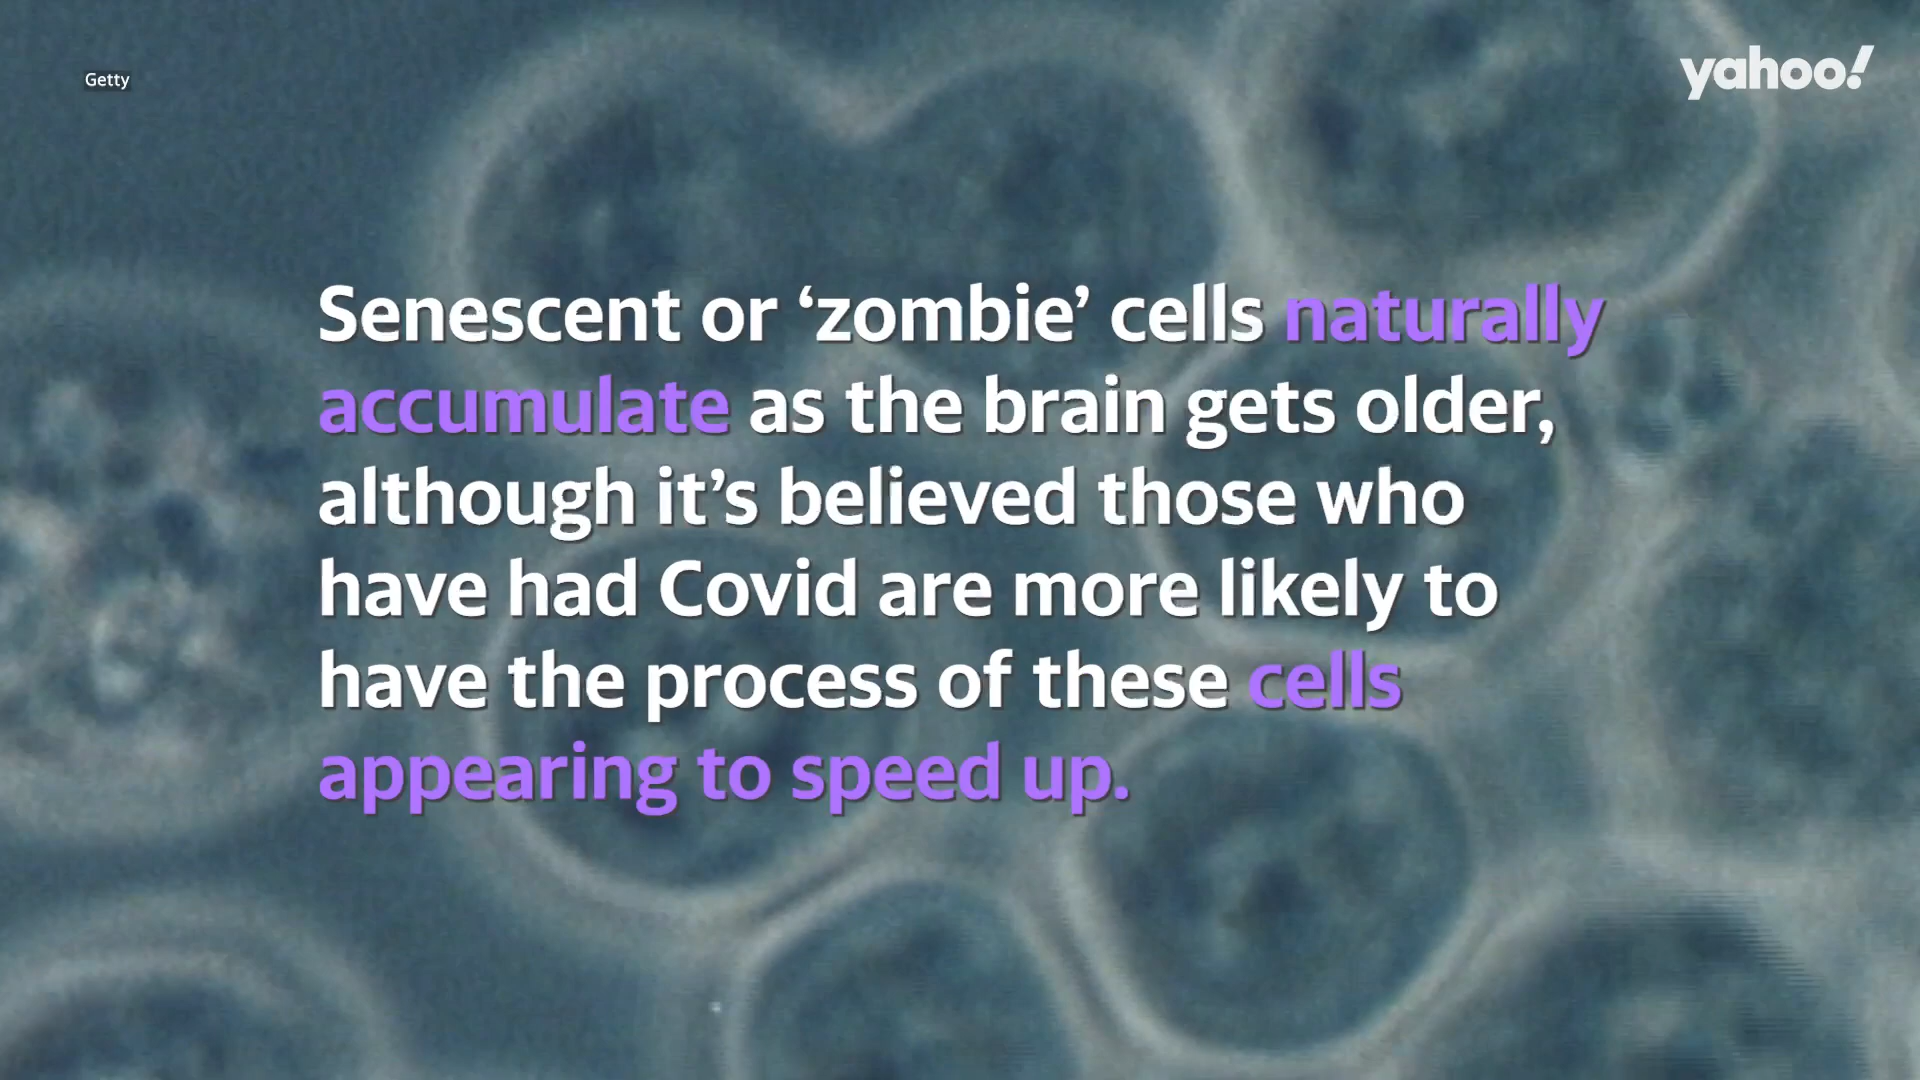 Getty
yahoo!
Senescent or ‘zombie’ cells naturally
accumulate as the brain gets older,
although it’s believed those who
have had Covid are more likely to
have the process of these cells
appearing to speed up.